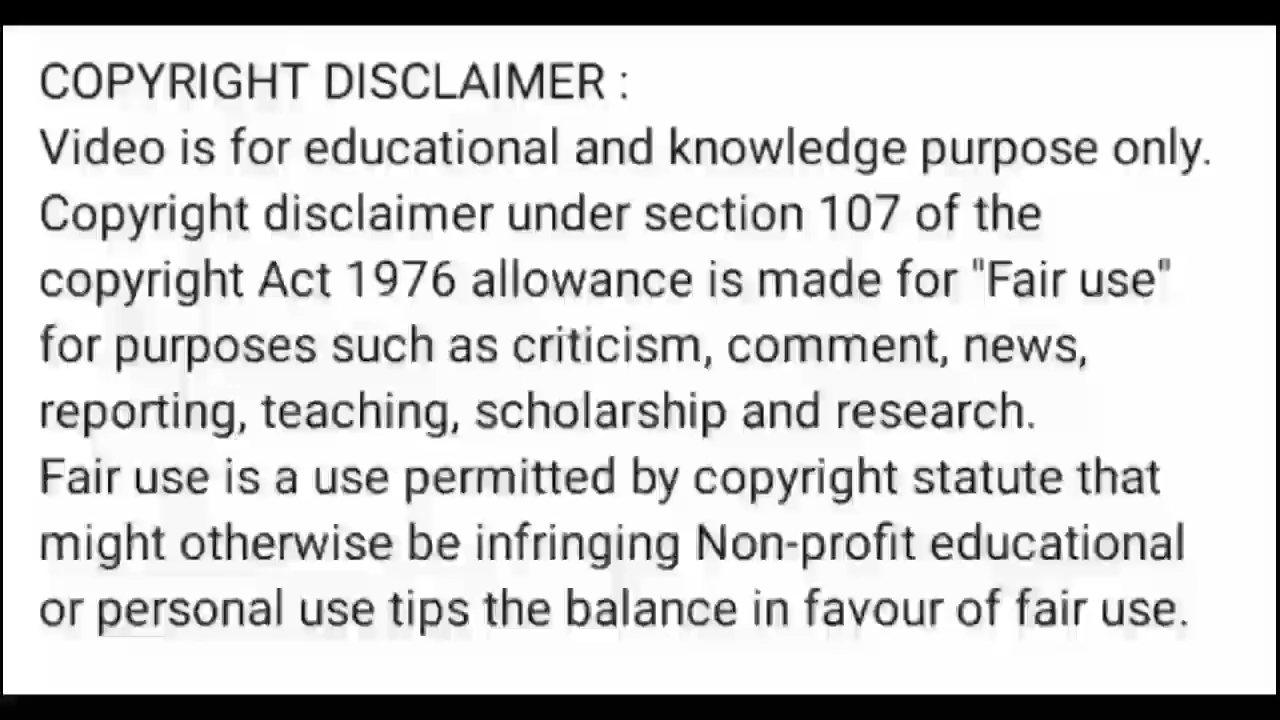 COPYRIGHT DISCLAIMER :
Video is for educational and knowledge purpose only.
Copyright disclaimer under section 107 of the
copyright Act 1976 allowance is made for "Fair use"
for purposes such as criticism, comment, news,
reporting, teaching, scholarship and research.
Fair use is a use permitted by copyright statute that
might otherwise be infringing Non-profit educational
or personal use tips the balance in favour of fair use.